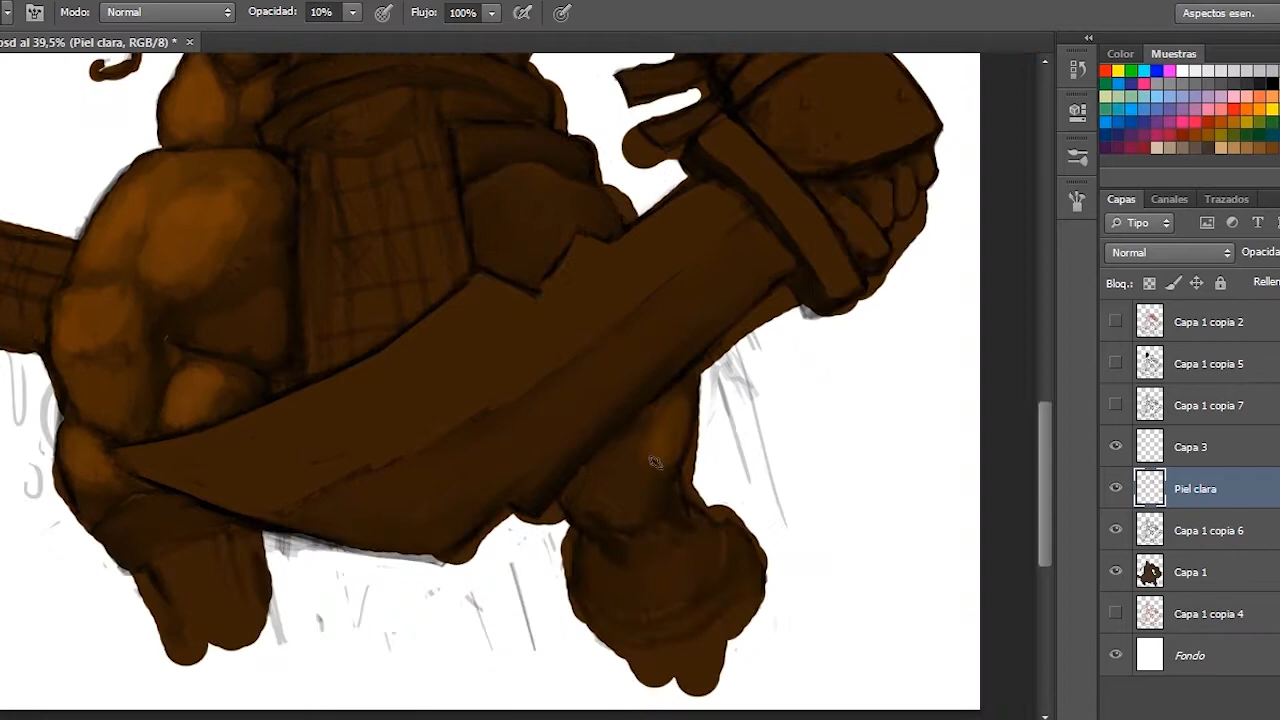 Modo: Normal Opacidad: 10% Flujo: 100% Aspectos esen.
osd al 39,5% (Piel clara, RGB/8) * ×
Color Muestras
Capas Canales Trazados
Tipo T
Normal Opacida
Bloq.: Rellen
Capa 1 copia 2
Capa 1 copia 5
Capa 1 copia 7
Capa 3
Piel clara
Capa 1 copia 6
Capa 1
Capa 1 copia 4
Fondo